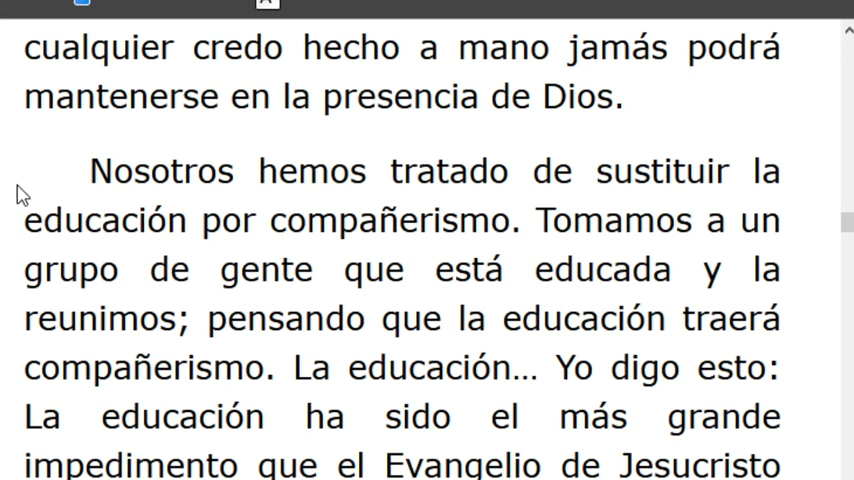 cualquier credo hecho a mano jamás podrá
mantenerse en la presencia de Dios.
Nosotros hemos tratado de sustituir la
educación por compañerismo. Tomamos a un
grupo de gente que está educada y la
reunimos; pensando que la educación traerá
compañerismo. La educación... Yo digo esto:
La educación ha sido el más grande
impedimento que el Evangelio de Jesucristo